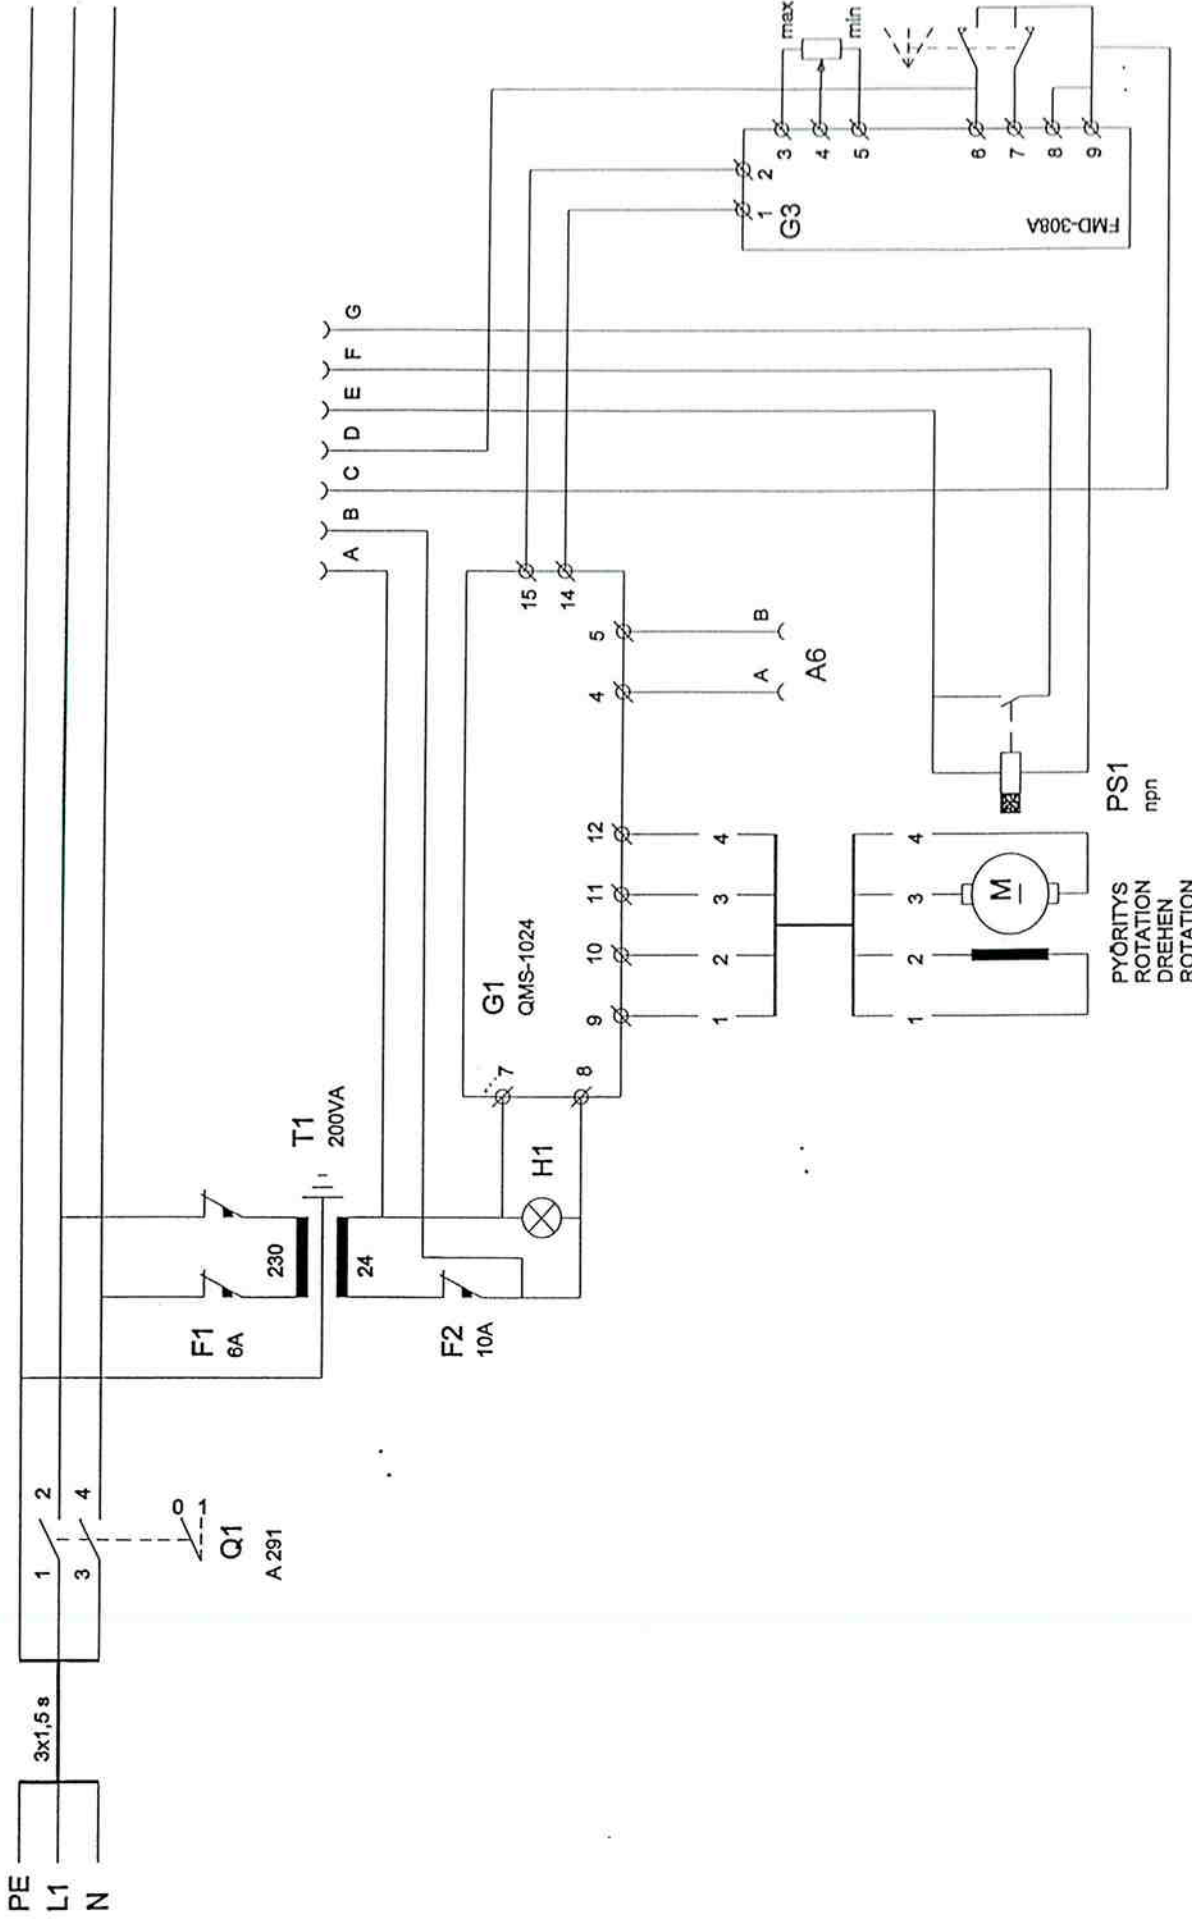 PE
L1
N
3x1,5 s
1 2
3 4
0
1
Q1
A 291
F1
6A
230
24
T1
200VA
F2
10A
H1
7
8
G1
QMS-1024
9 10 11 12 4 5
15
14
A B C D E F G
1 2 3 4
1 2 3 4
A B
A6
M
PYÖRITYS
ROTATION
DREHEN
ROTATION
PS1
npn
1 2
G3
3
4
5
6
7
8
9
FMD-308A
max
min